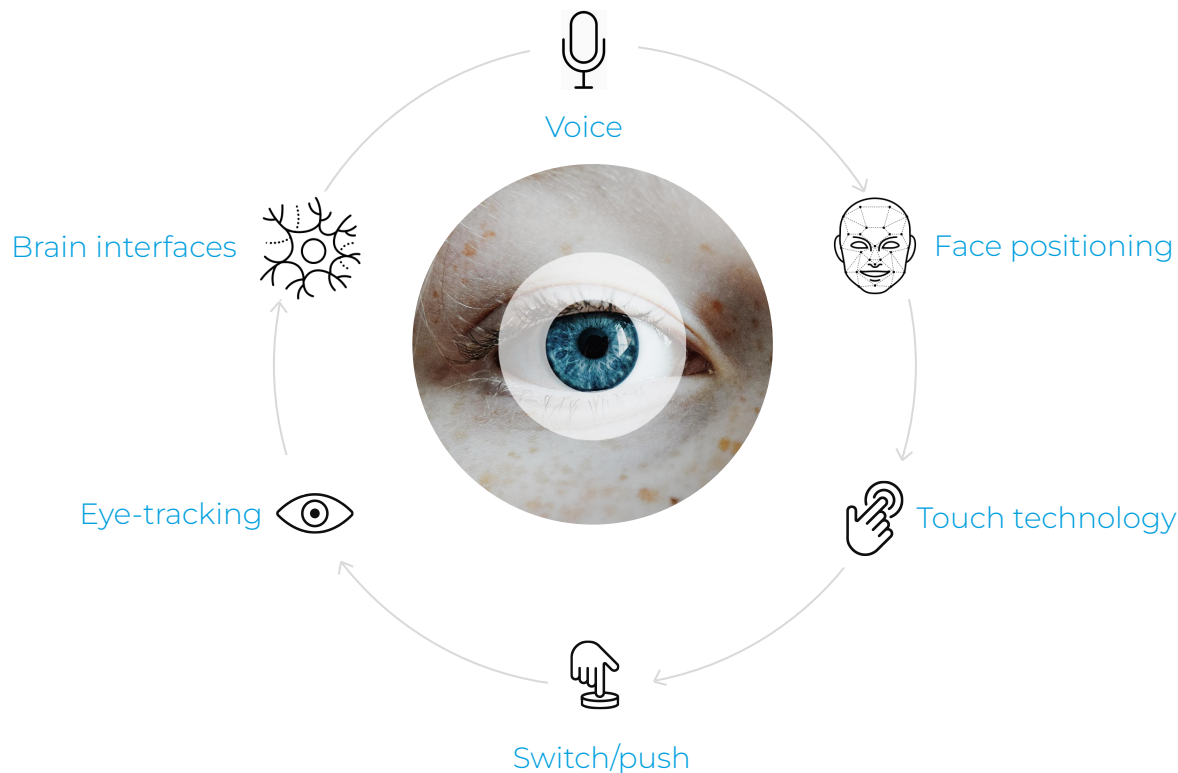 Voice
Brain interfaces
Face positioning
Eye-tracking
Touch technology
Switch/push